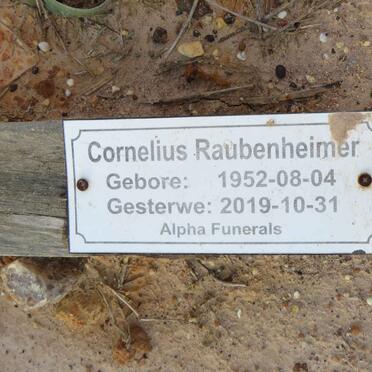 Cornelius Raubenheimer
Gebore: 1952-08-04
Gesterwe: 2019-10-31
Alpha Funerals